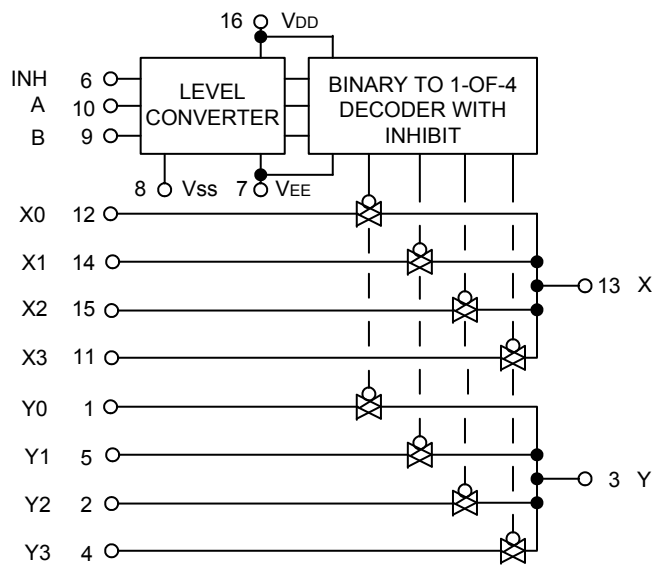 16 VDD
INH 6
A 10
B 9
LEVEL
CONVERTER
BINARY TO 1-OF-4
DECODER WITH
INHIBIT
8 Vss
7 VEE
X0 12
X1 14
X2 15
X3 11
13 X
Y0 1
Y1 5
Y2 2
Y3 4
3 Y